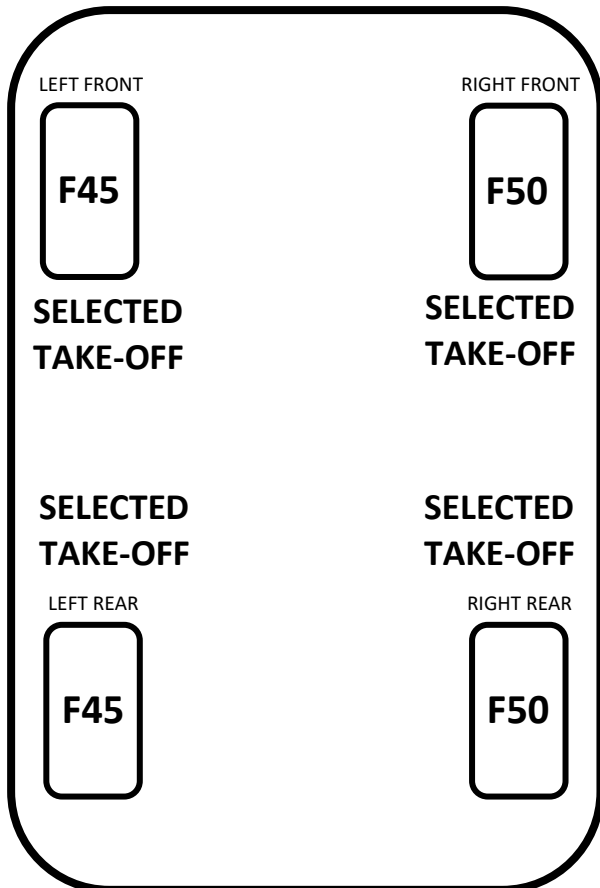 LEFT FRONT
RIGHT FRONT
F45
F50
SELECTED
TAKE-OFF
SELECTED
TAKE-OFF
SELECTED
TAKE-OFF
SELECTED
TAKE-OFF
LEFT REAR
RIGHT REAR
F45
F50